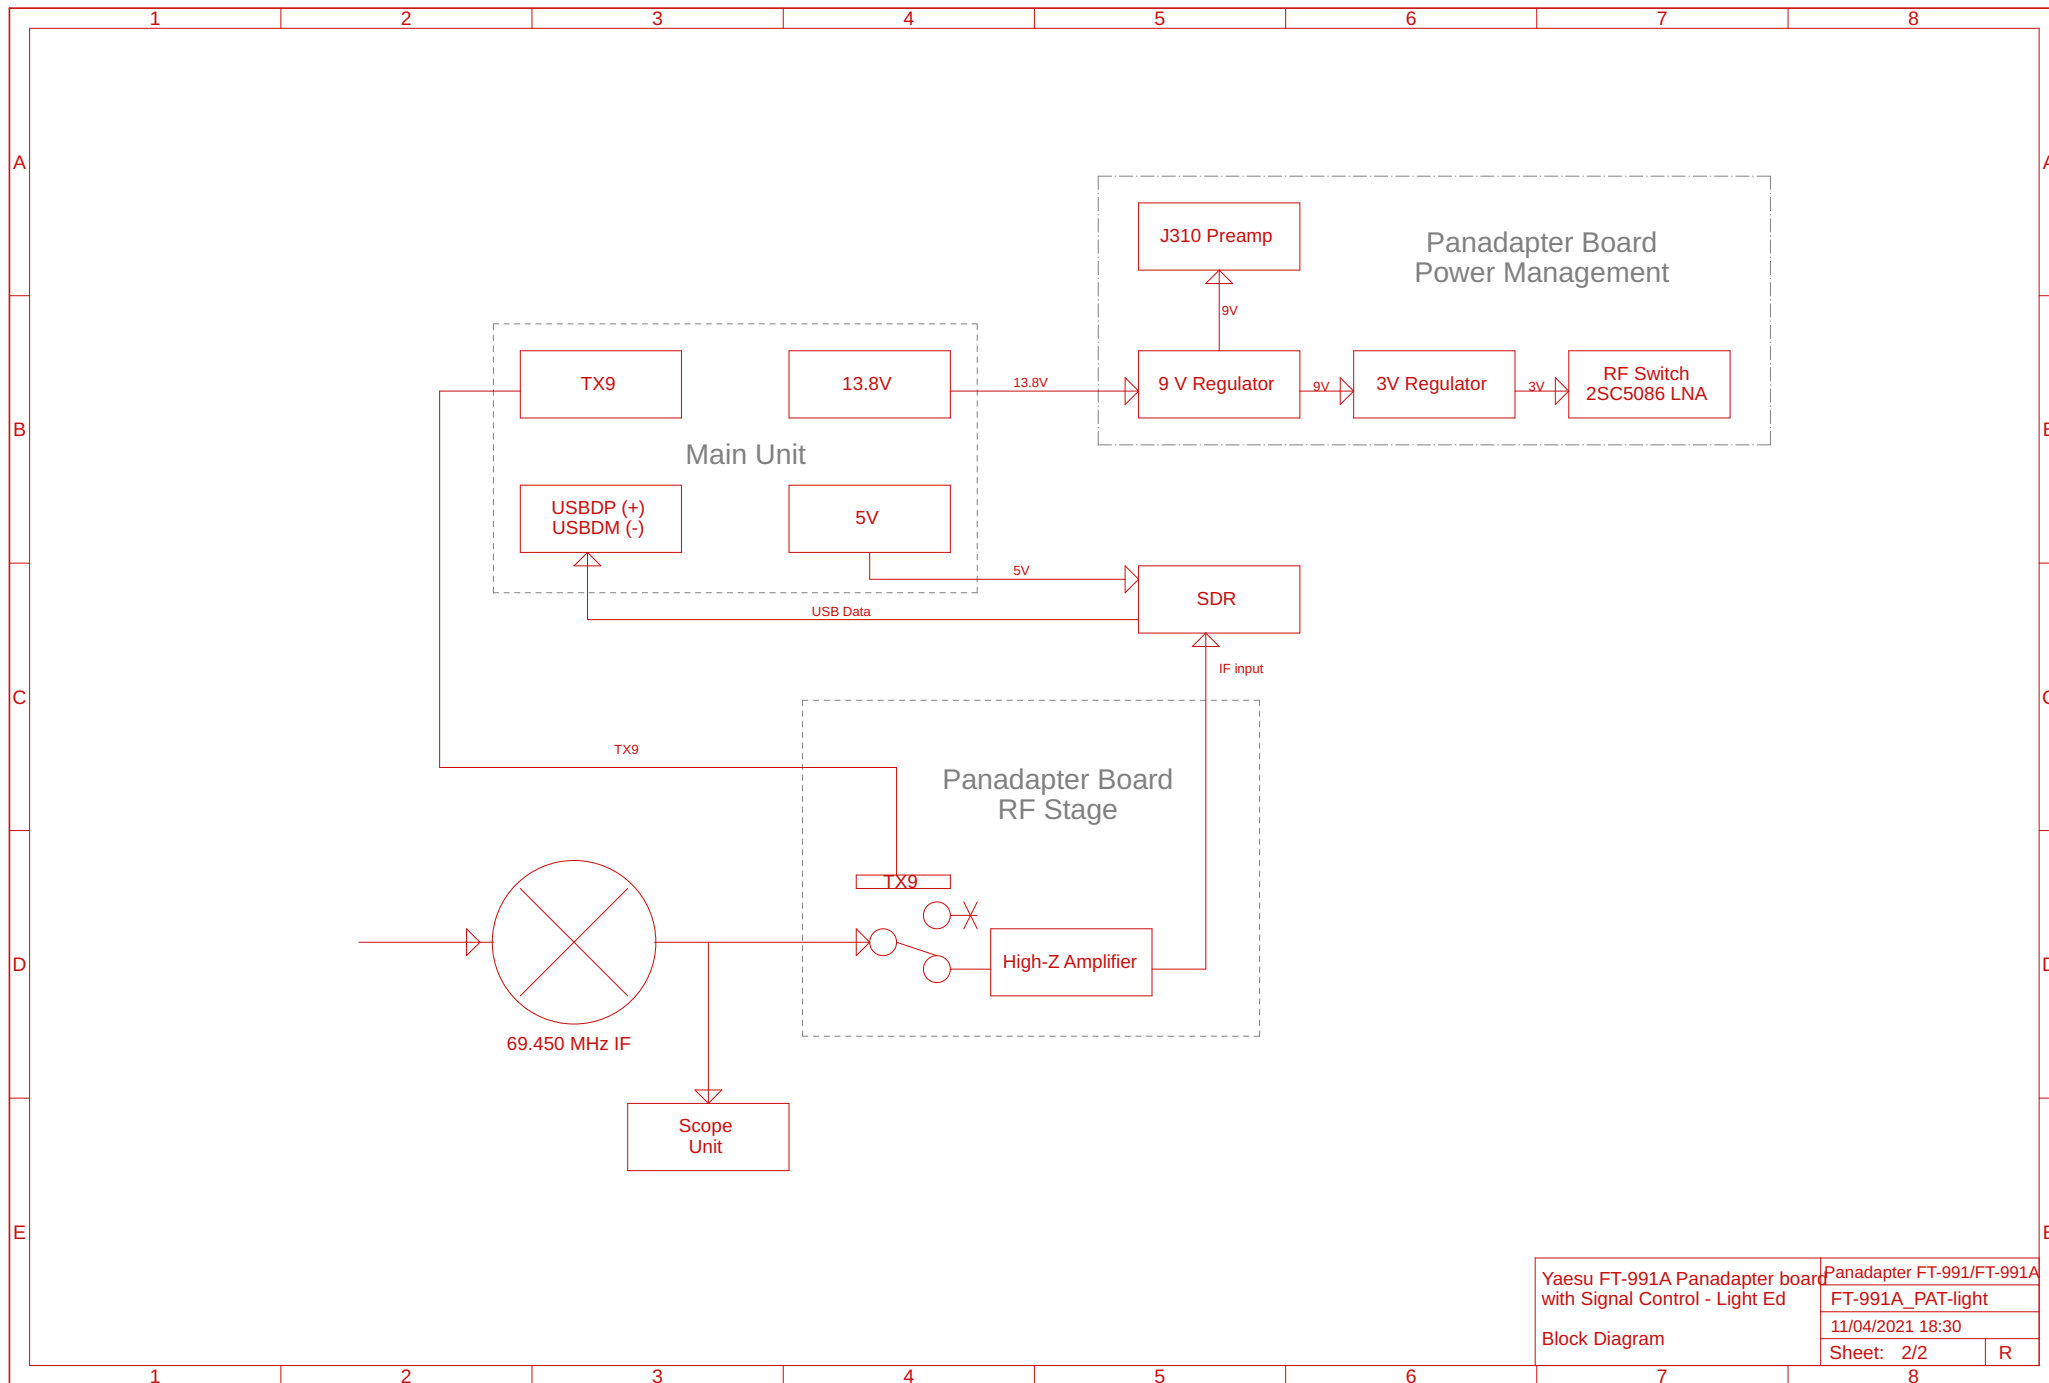 1 2 3 4 5 6 7 8
A A
J310 Preamp
Panadapter Board
Power Management
9V
TX9
13.8V
13.8V
9 V Regulator
9V
3V Regulator
3V
RF Switch
2SC5086 LNA
B B
Main Unit
USBDP (+)
USBDM (-)
5V
5V
SDR
USB Data
IF input
C C
TX9
Panadapter Board
RF Stage
TX9
High-Z Amplifier
D D
69.450 MHz IF
Scope
Unit
E E
Yaesu FT-991A Panadapter board
with Signal Control - Light Ed
Block Diagram
Panadapter FT-991/FT-991A
FT-991A_PAT-light
11/04/2021 18:30
Sheet: 2/2 R
1 2 3 4 5 6 7 8